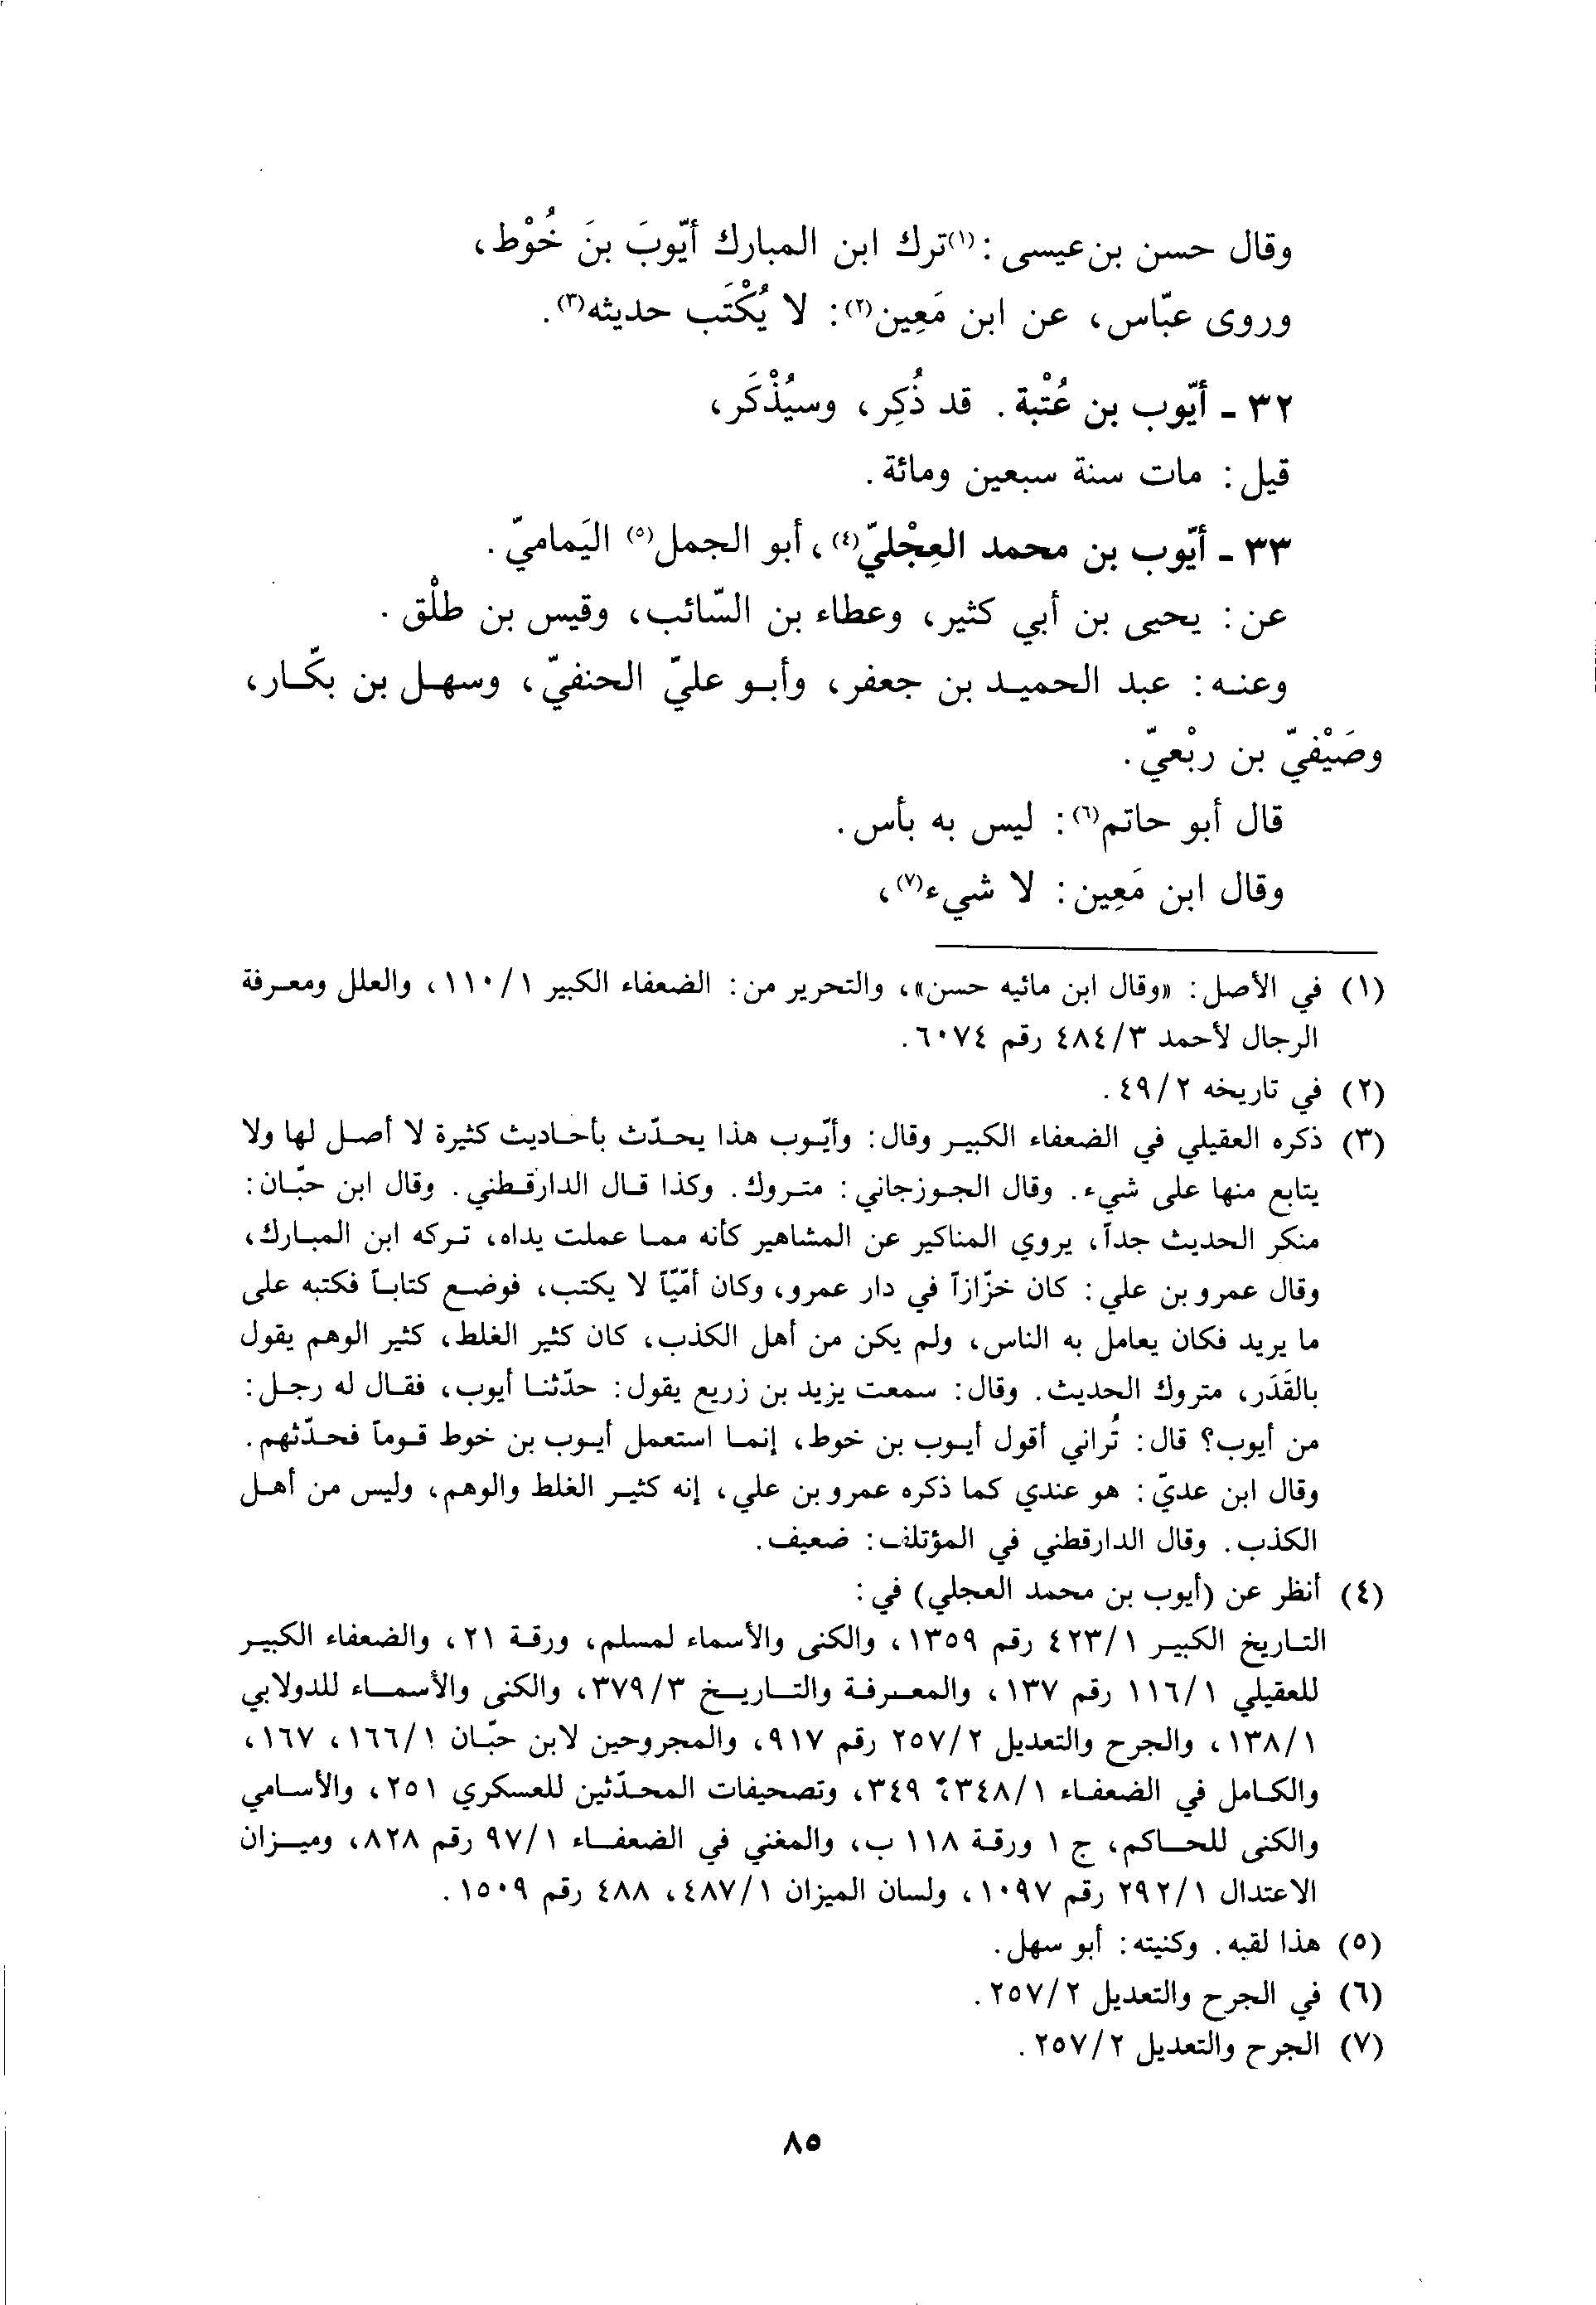 وقال حسن بن عيسى:(١) ترك ابن المبارك أيّوبَ بنَ خُوْط،
وروى عبّاس، عن ابن مَعِين(٢): لا يُكْتَب حديثه(٣).
٣٢ - أيّوب بن عُتْبة. قد ذُكِر، وسيُذْكَر،
قيل: مات سنة سبعين ومائة.
٣٣ - أيّوب بن محمد العِجْليّ(٤)، أبو الجمل(٥) اليَماميّ.
عن: يحيى بن أبي كثير، وعطاء بن السّائب، وقيس بن طلْق.
وعنه: عبد الحميد بن جعفر، وأبو عليّ الحنفيّ، وسهل بن بكّار،
وصَيْفيّ بن ربْعيّ.
قال أبو حاتم(٦): ليس به بأس.
وقال ابن مَعِين: لا شيء(٧)،
(١) في الأصل: «وقال ابن مائيه حسن»، والتحرير من: الضعفاء الكبير ١/١١٠، والعلل ومعرفة
الرجال لأحمد ٣/٤٨٤ رقم ٦٠٧٤.
(٢) في تاريخه ٢/٤٩.
(٣) ذكره العقيلي في الضعفاء الكبير وقال: وأيّوب هذا يحدّث بأحاديث كثيرة لا أصل لها ولا
يتابع منها على شيء. وقال الجوزجاني: متروك. وكذا قال الدارقطني. وقال ابن حبّان:
منكر الحديث جداً، يروي المناكير عن المشاهير كأنه مما عملت يداه، تركه ابن المبارك،
وقال عمرو بن علي: كان خزّازاً في دار عمرو، وكان أمّيّاً لا يكتب، فوضع كتاباً فكتبه على
ما يريد فكان يعامل به الناس، ولم يكن من أهل الكذب، كان كثير الغلط، كثير الوهم يقول
بالقَدَر، متروك الحديث. وقال: سمعت يزيد بن زريع يقول: حدّثنا أيوب، فقال له رجل:
من أيوب؟ قال: تُراني أقول أيوب بن خوط، إنما استعمل أيوب بن خوط قوماً فحدّثهم.
وقال ابن عديّ: هو عندي كما ذكره عمرو بن علي، إنه كثير الغلط والوهم، وليس من أهل
الكذب. وقال الدارقطني في المؤتلف: ضعيف.
(٤) أنظر عن (أيوب بن محمد العجلي) في:
التاريخ الكبير ١/٤٢٣ رقم ١٣٥٩، والكنى والأسماء لمسلم، ورقة ٢١، والضعفاء الكبير
للعقيلي ١/١١٦ رقم ١٣٧، والمعرفة والتاريخ ٣/٣٧٩، والكنى والأسماء للدولابي
١/١٣٨، والجرح والتعديل ٢/٢٥٧ رقم ٩١٧، والمجروحين لابن حبّان ١/١٦٦، ١٦٧،
والكامل في الضعفاء ١/٣٤٨، ٣٤٩، وتصحيفات المحدّثين للعسكري ٢٥١، والأسامي
والكنى للحاكم، ج ١ ورقة ١١٨ ب، والمغني في الضعفاء ١/٩٧ رقم ٨٢٨، وميزان
الاعتدال ١/٢٩٢ رقم ١٠٩٧، ولسان الميزان ١/٤٨٧، ٤٨٨ رقم ١٥٠٩.
(٥) هذا لقبه. وكنيته: أبو سهل.
(٦) في الجرح والتعديل ٢/٢٥٧.
(٧) الجرح والتعديل ٢/٢٥٧.
٨٥